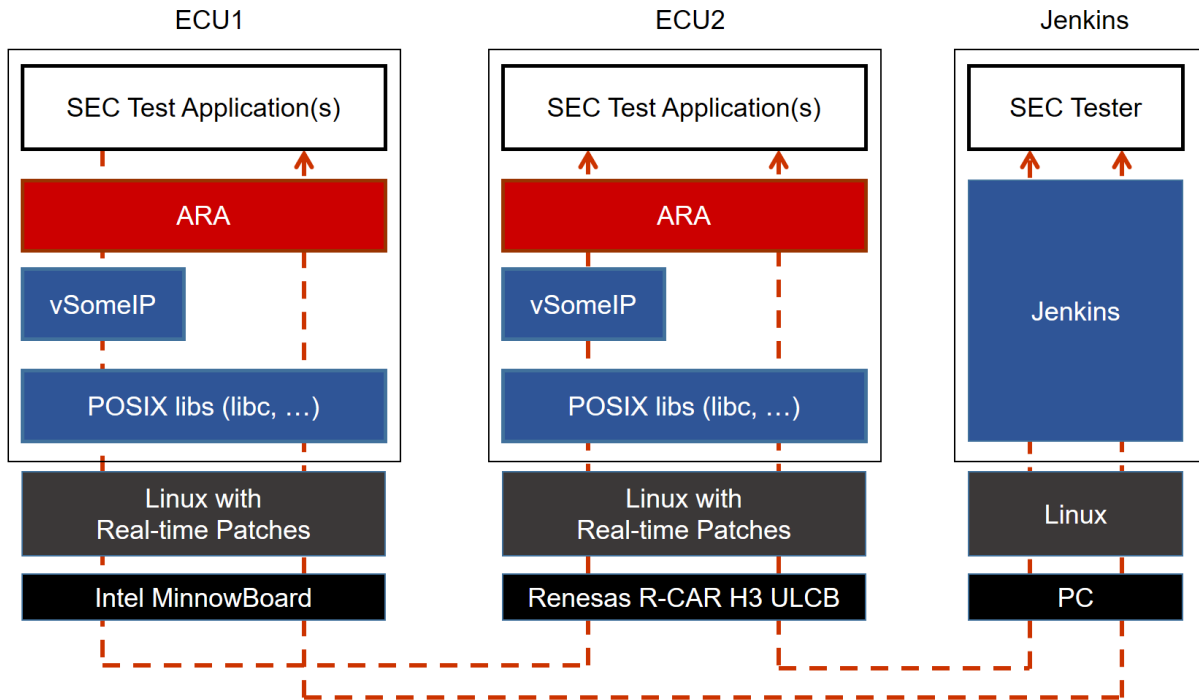 ECU1
SEC Test Application(s)
ARA
vSomeIP
POSIX libs (libc, …)
Linux with
Real-time Patches
Intel MinnowBoard
ECU2
SEC Test Application(s)
ARA
vSomeIP
POSIX libs (libc, …)
Linux with
Real-time Patches
Renesas R-CAR H3 ULCB
Jenkins
SEC Tester
Jenkins
Linux
PC